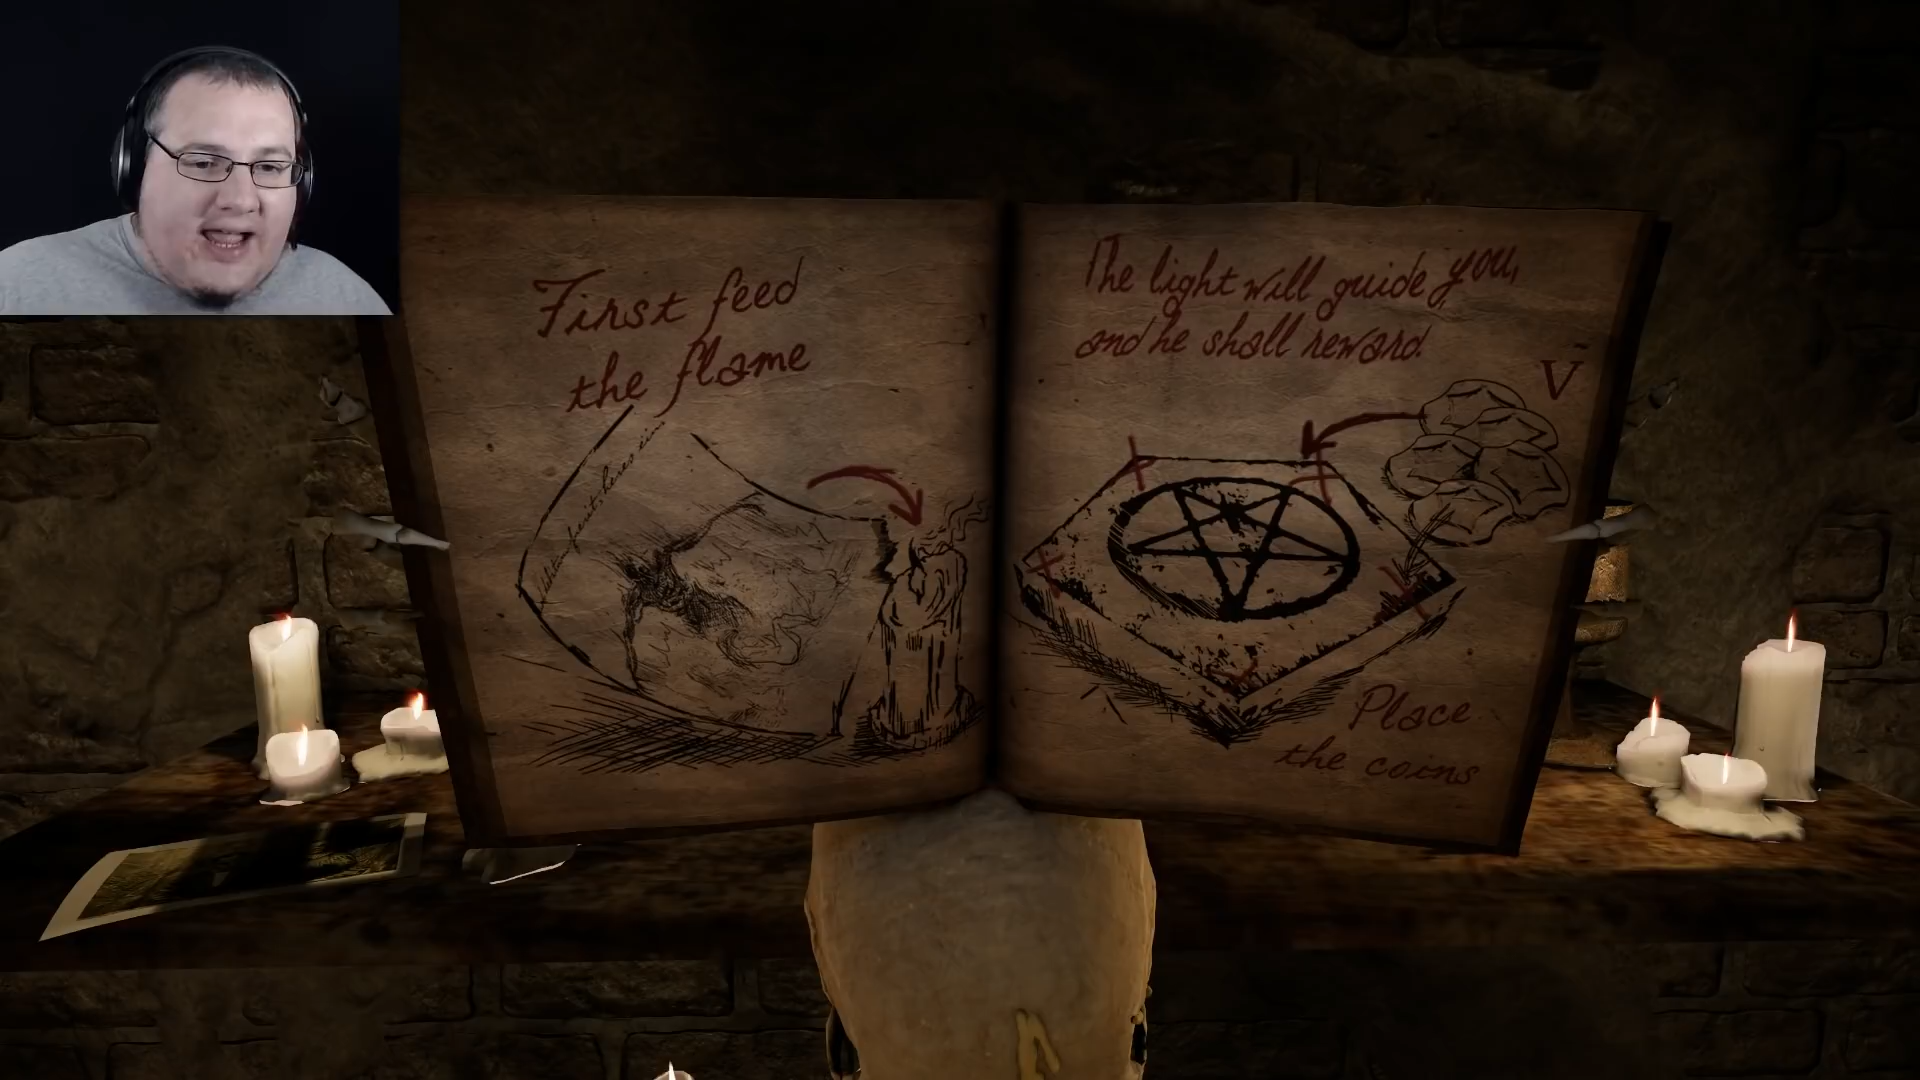 First feed
the flame
The light will guide you,
and he shall reward.
V
Place
the coins